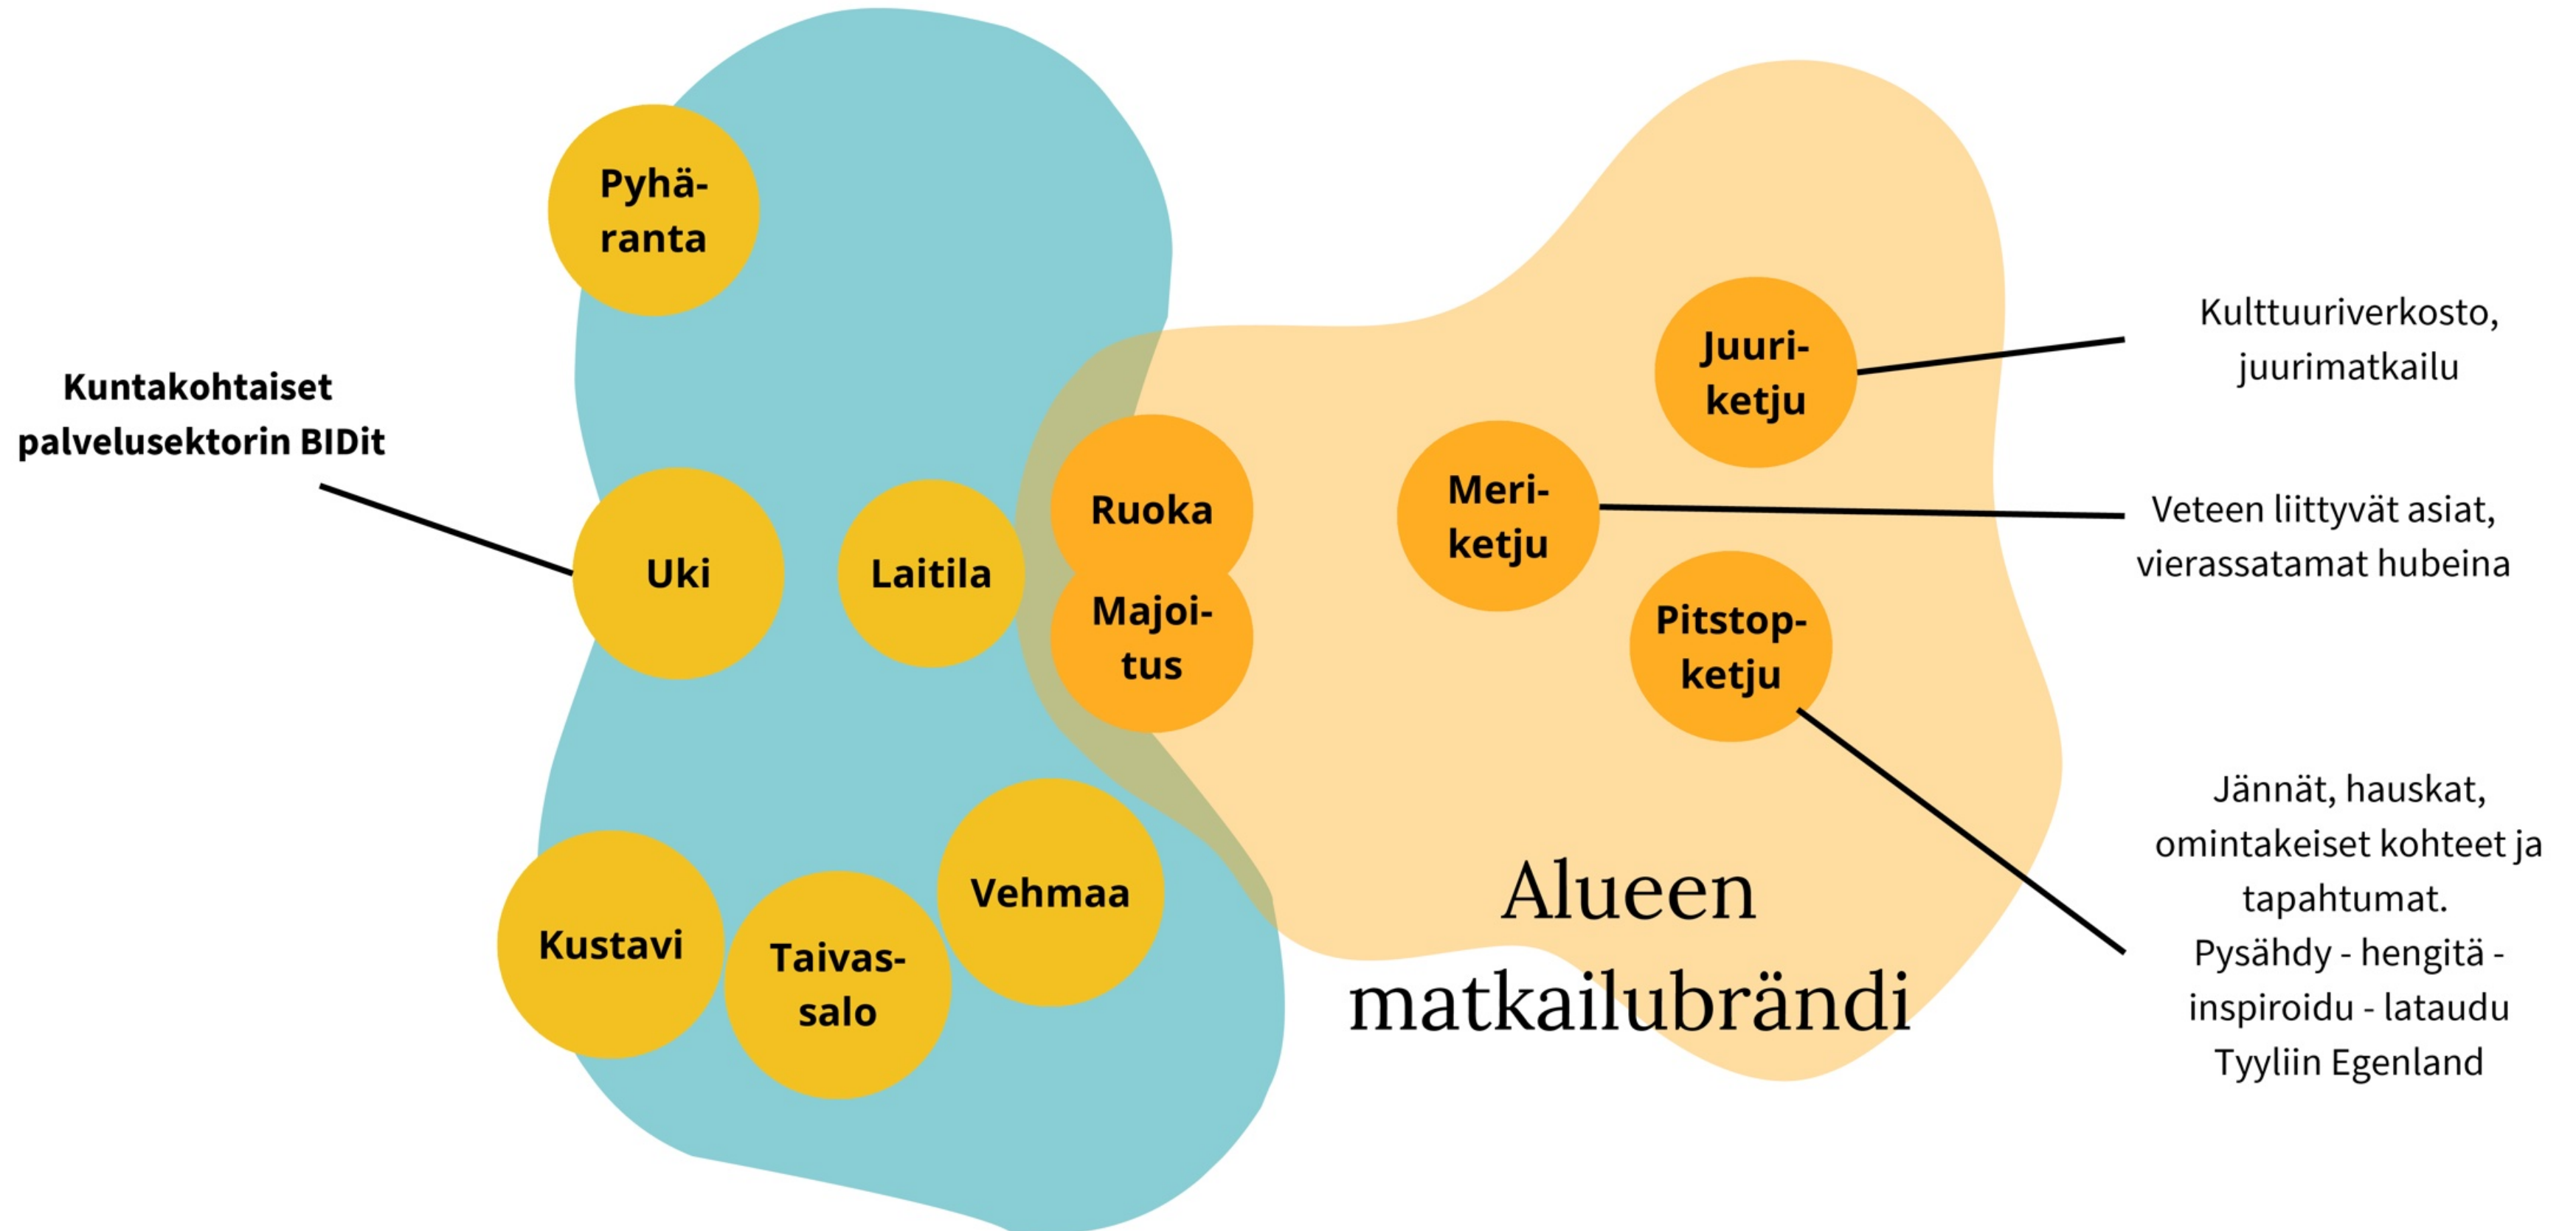 Kuntakohtaiset
palvelusektorin BIDit
Pyhä-
ranta
Uki
Laitila
Kustavi
Taivas-
salo
Vehmaa
Ruoka
Majoi-
tus
Meri-
ketju
Juuri-
ketju
Pitstop-
ketju
Alueen
matkailubrändi
Kulttuuriverkosto,
juurimatkailu
Veteen liittyvät asiat,
vierassatamat hubeina
Jännät, hauskat,
omintakeiset kohteet ja
tapahtumat.
Pysähdy - hengitä -
inspiroidu - lataudu
Tyyliin Egenland